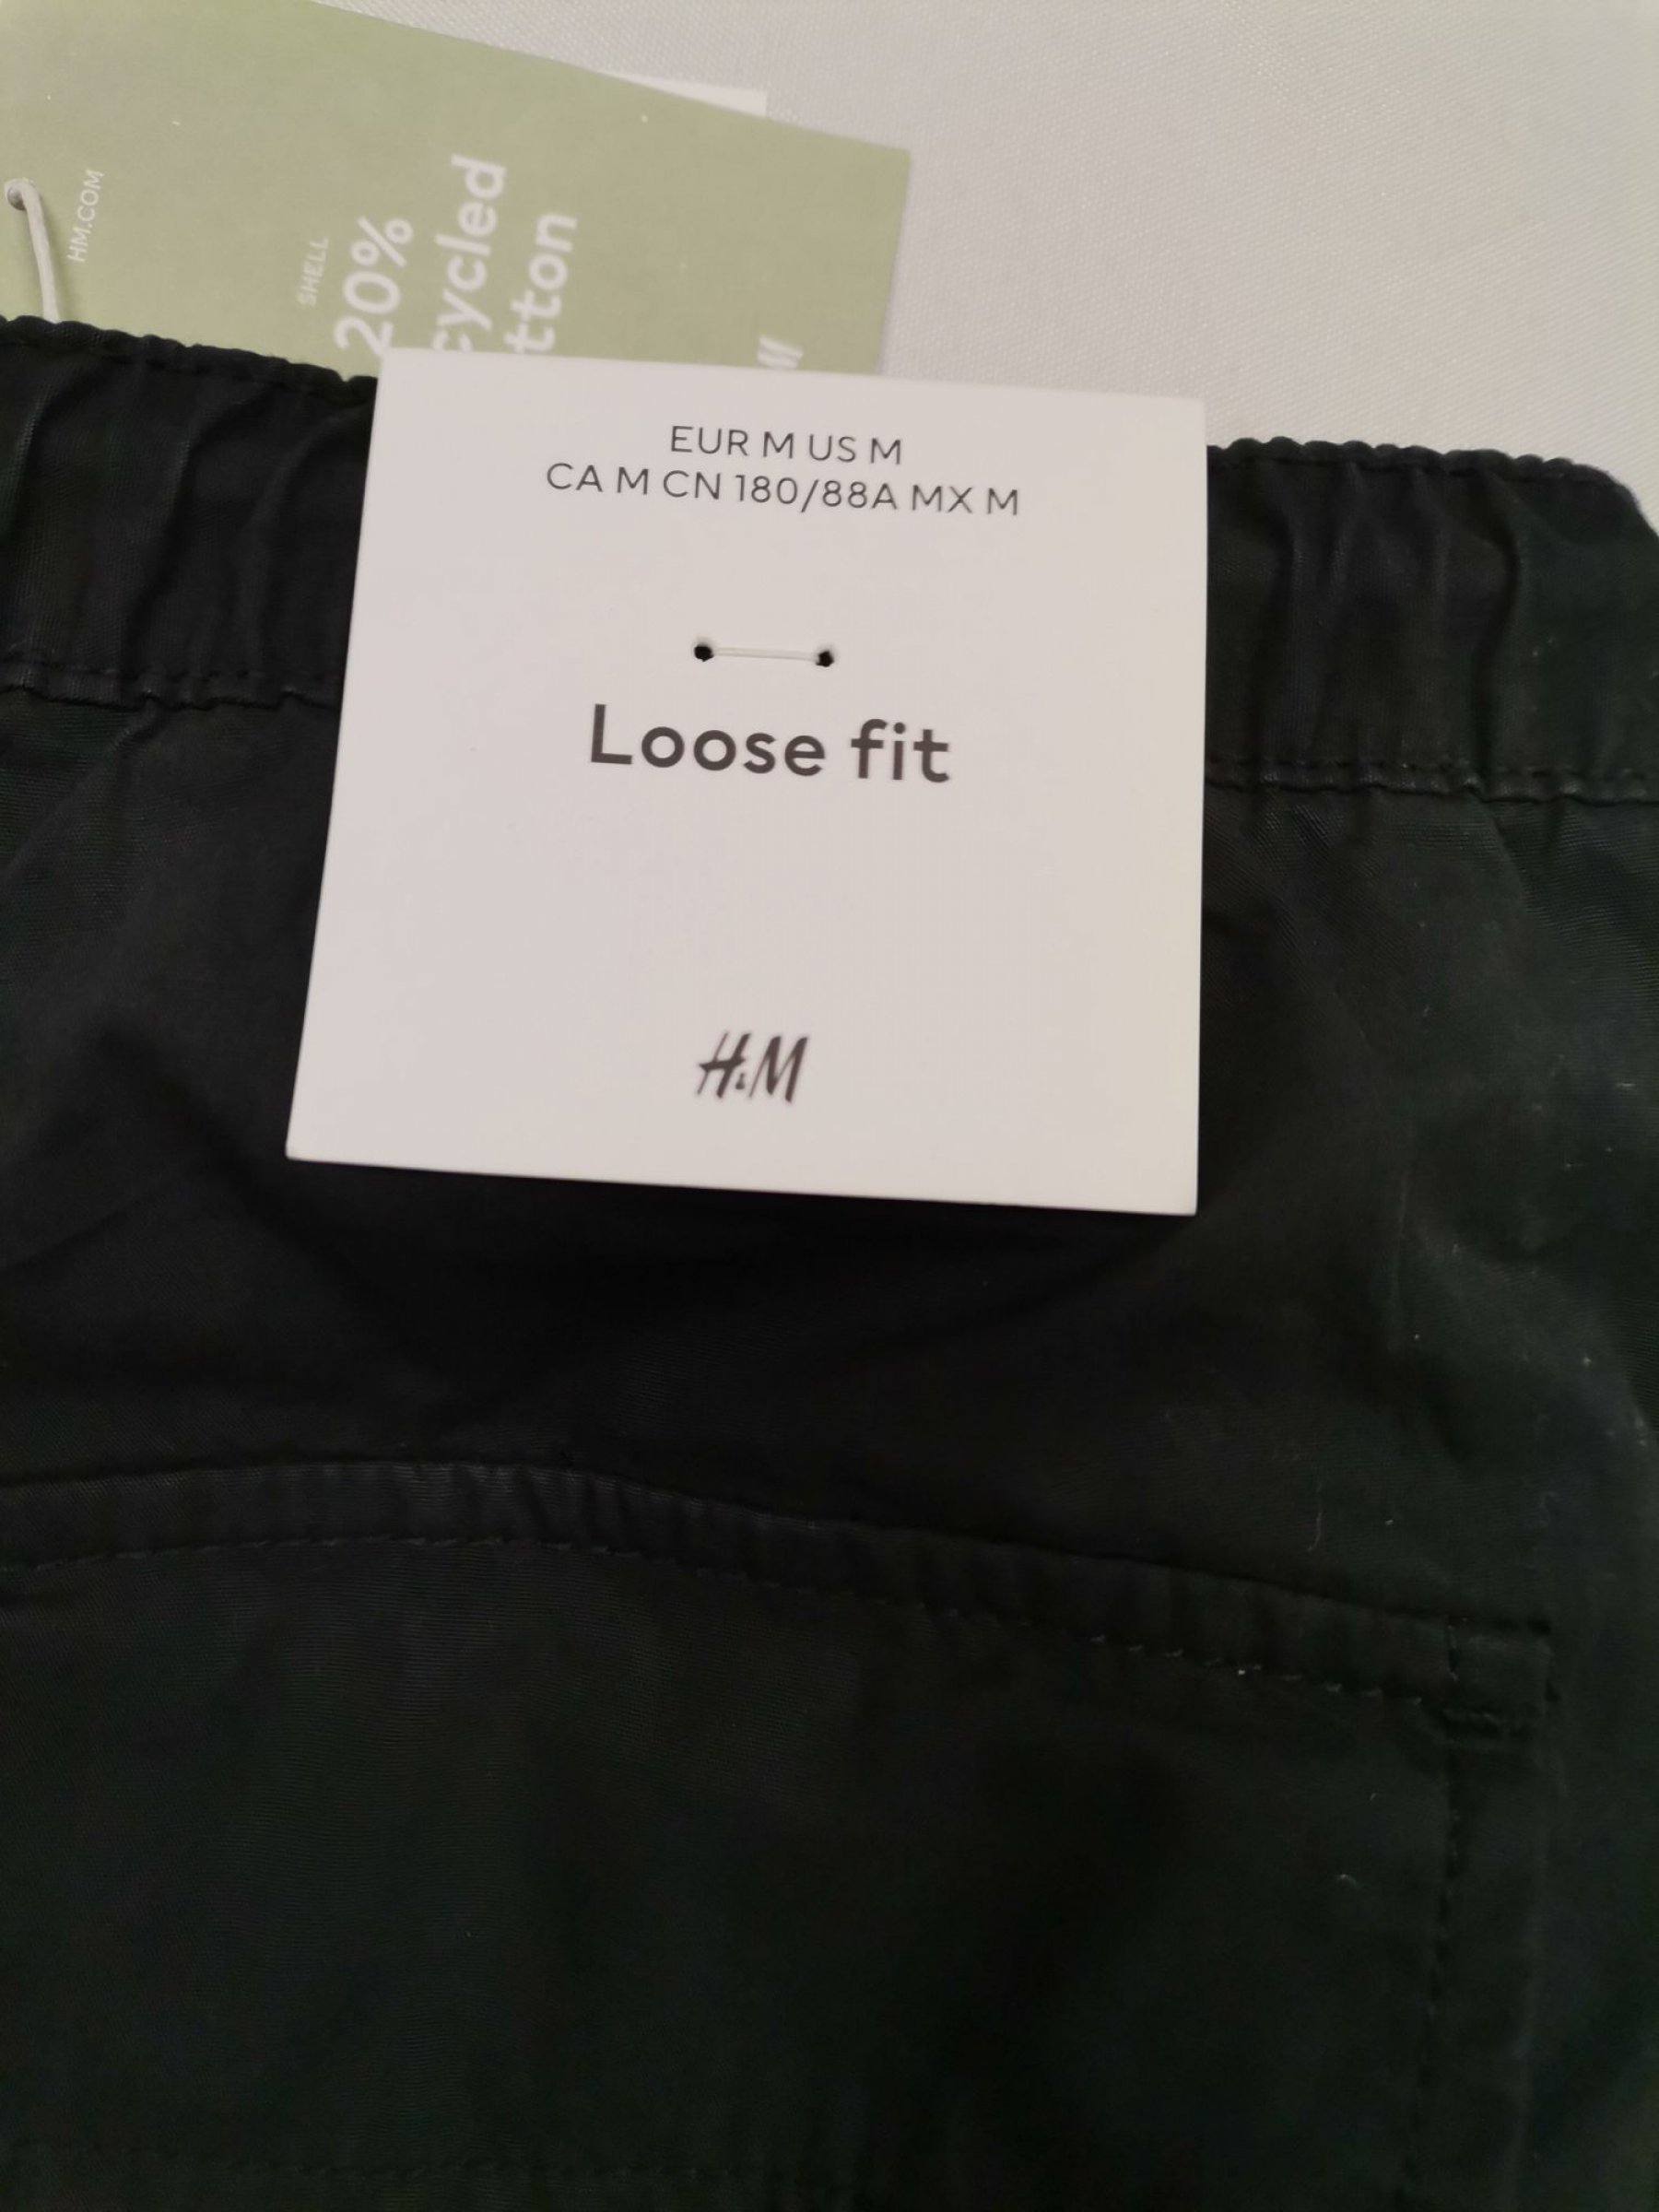 HM.COM
SHELL
20%
cycled
tton
EUR M US M
CA M CN 180/88A MX M
Loose fit
H&M